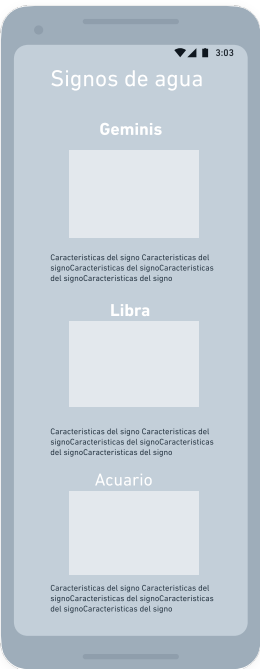 3:03
Signos de agua
Geminis
Caracteristicas del signo Caracteristicas del
signoCaracteristicas del signoCaracteristicas
del signoCaracteristicas del signo
Libra
Caracteristicas del signo Caracteristicas del
signoCaracteristicas del signoCaracteristicas
del signoCaracteristicas del signo
Acuario
Caracteristicas del signo Caracteristicas del
signoCaracteristicas del signoCaracteristicas
del signoCaracteristicas del signo